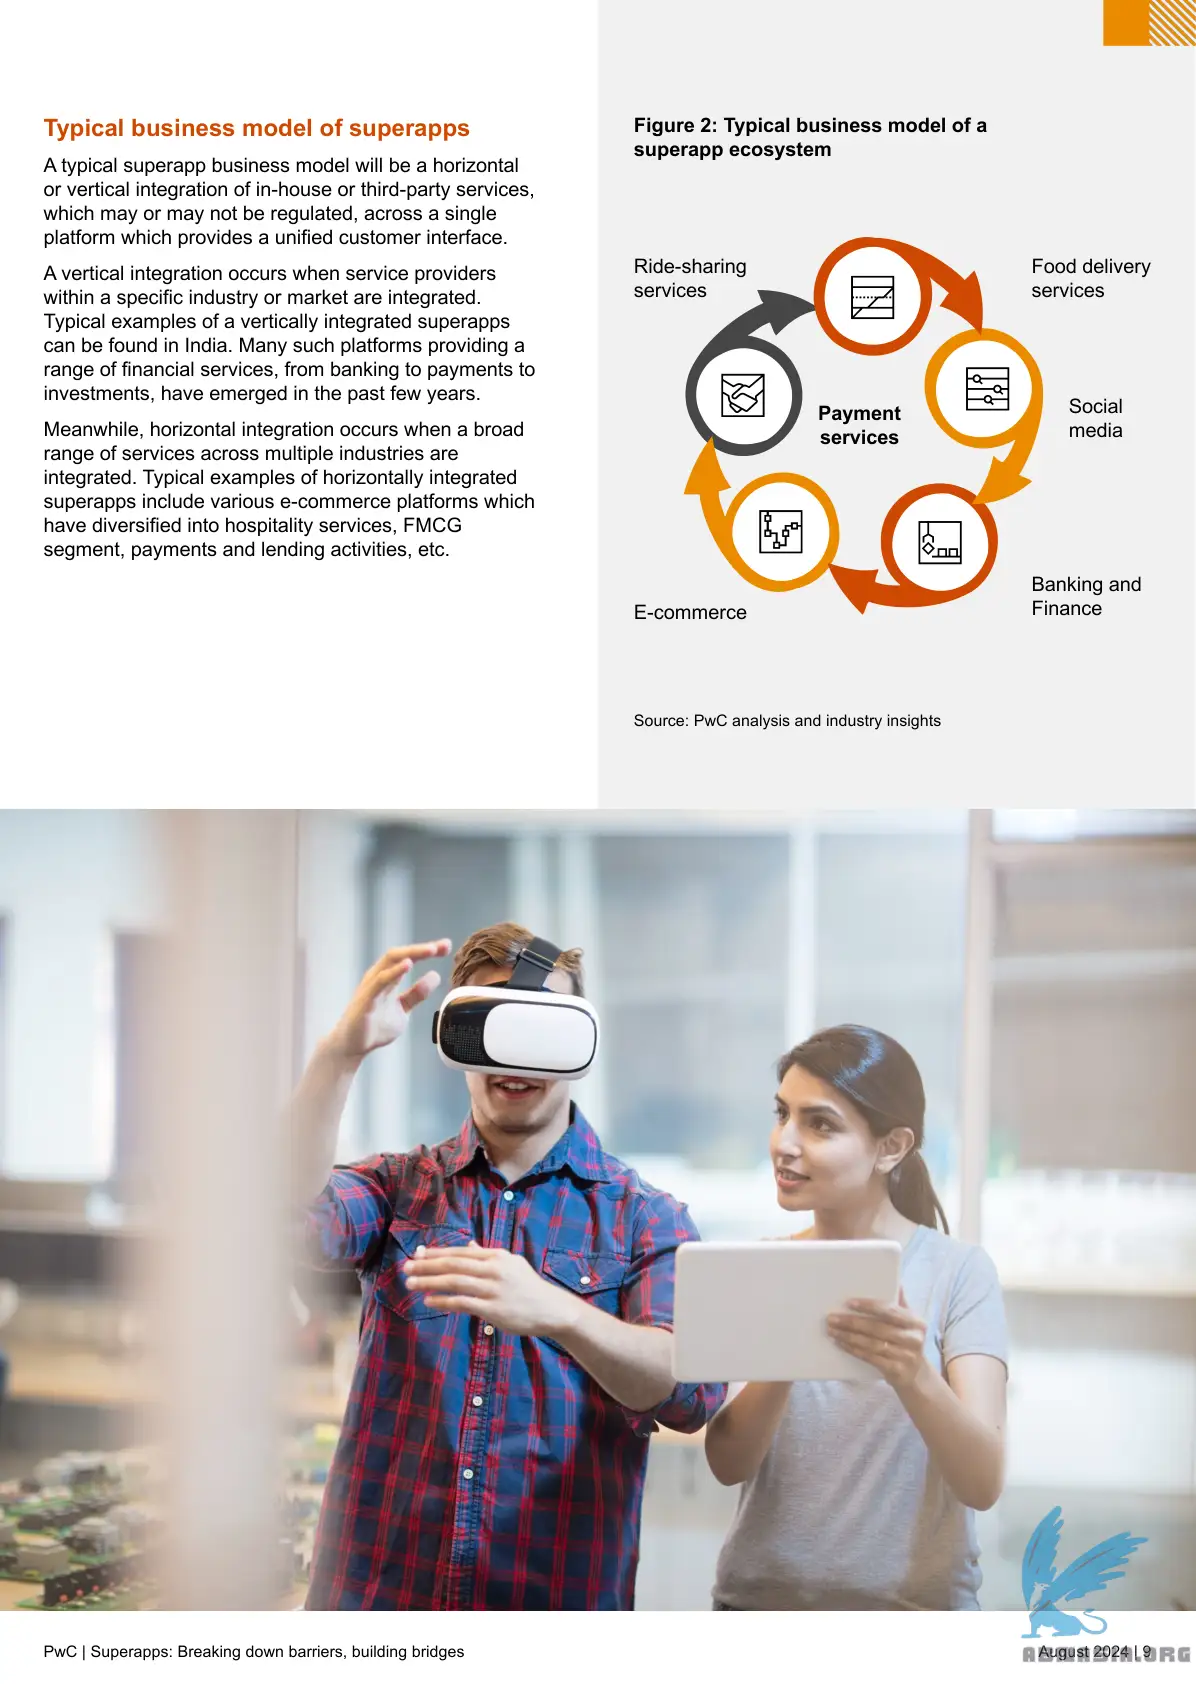 Typical business model of superapps
A typical superapp business model will be a horizontal
or vertical integration of in-house or third-party services,
which may or may not be regulated, across a single
platform which provides a unified customer interface.
A vertical integration occurs when service providers
within a specific industry or market are integrated.
Typical examples of a vertically integrated superapps
can be found in India. Many such platforms providing a
range of financial services, from banking to payments to
investments, have emerged in the past few years.
Meanwhile, horizontal integration occurs when a broad
range of services across multiple industries are
integrated. Typical examples of horizontally integrated
superapps include various e-commerce platforms which
have diversified into hospitality services, FMCG
segment, payments and lending activities, etc.
Figure 2: Typical business model of a
superapp ecosystem
Ride-sharing
services
Food delivery
services
Payment
services
Social
media
E-commerce
Banking and
Finance
Source: PwC analysis and industry insights
PwC | Superapps: Breaking down barriers, building bridges
August 2024 | 9